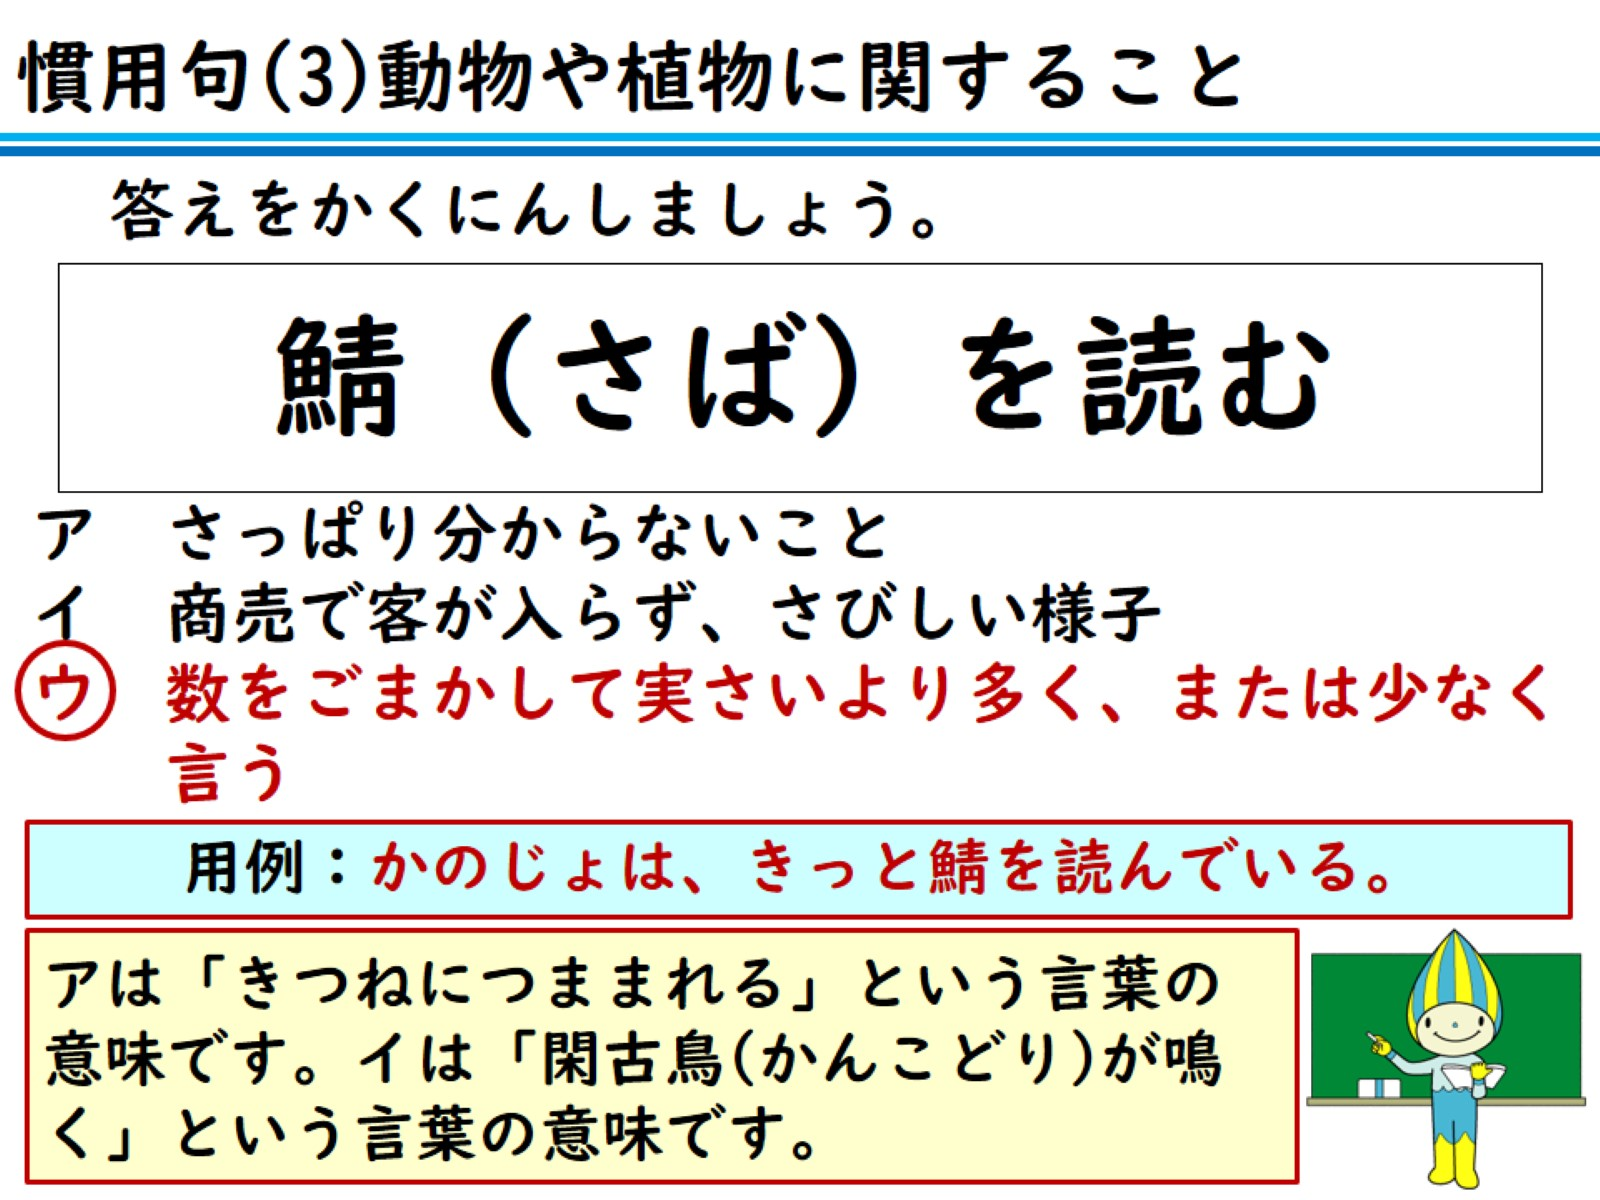 慣用句(3)動物や植物に関すること
答えをかくにんしましょう。
鯖（さば）を読む
ア　さっぱり分からないこと
イ　商売で客が入らず、さびしい様子
ウ　数をごまかして実さいより多く、または少なく
言う
用例：かのじょは、きっと鯖を読んでいる。
アは「きつねにつままれる」という言葉の
意味です。イは「閑古鳥(かんこどり)が鳴
く」という言葉の意味です。